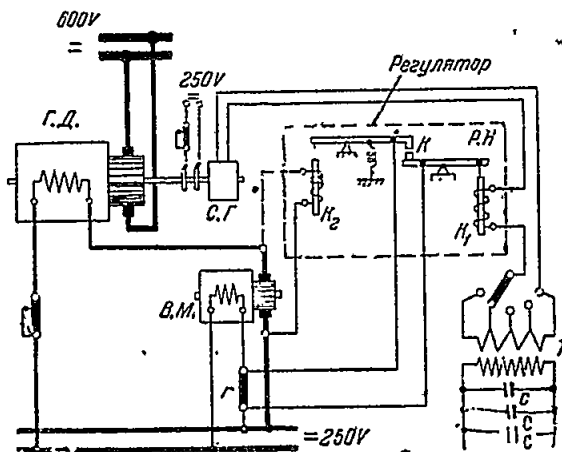 600V
=
250V
=
Регулятор
Г.Д.
С.Г
К
Р.Н
К₂
К₁
В.М.
r
С
С
С
=250V